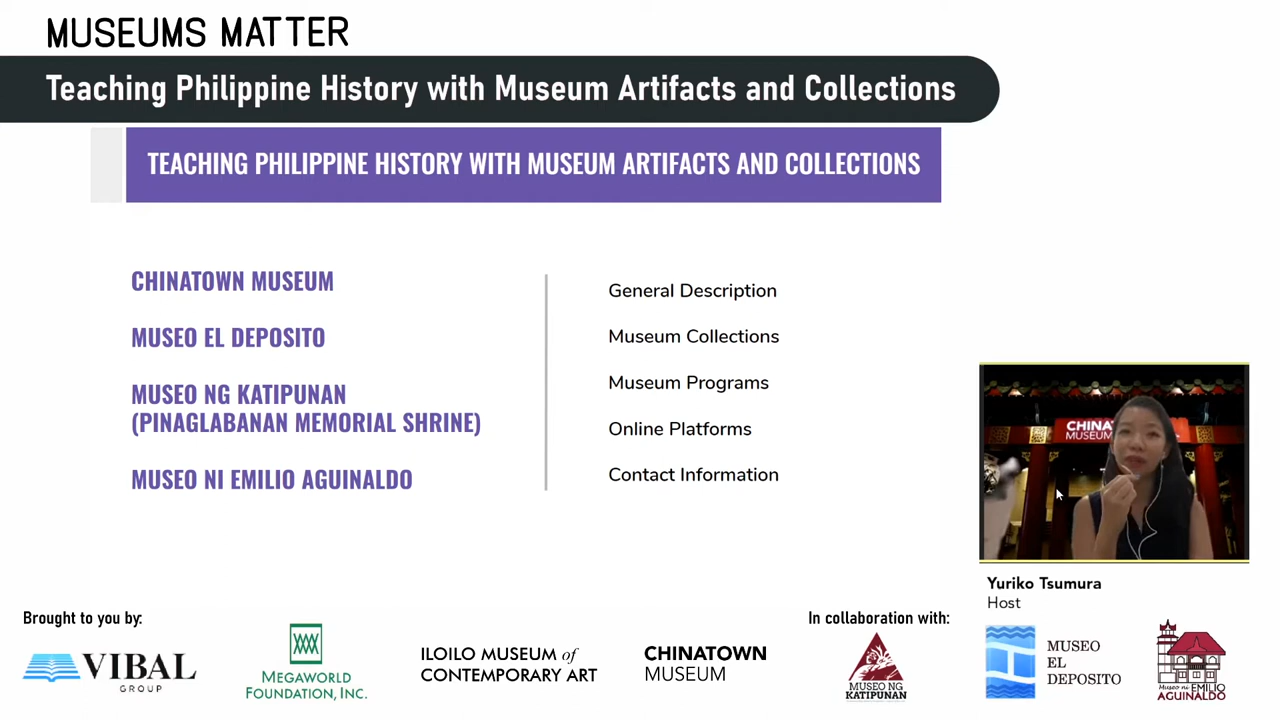 MUSEUMS MATTER
Teaching Philippine History with Museum Artifacts and Collections
TEACHING PHILIPPINE HISTORY WITH MUSEUM ARTIFACTS AND COLLECTIONS
CHINATOWN MUSEUM
MUSEO EL DEPOSITO
MUSEO NG KATIPUNAN
(PINAGLABANAN MEMORIAL SHRINE)
MUSEO NI EMILIO AGUINALDO
General Description
Museum Collections
Museum Programs
Online Platforms
Contact Information
CHINA
MUSEUM
Yuriko Tsumura
Host
Brought to you by:
VIBAL
GROUP
MEGAWORLD
FOUNDATION, INC.
ILOILO MUSEUM of
CONTEMPORARY ART
CHINATOWN
MUSEUM
In collaboration with:
MUSEO NG
KATIPUNAN
MUSEO
EL
DEPOSITO
Museo ni EMILIO
AGUINALDO